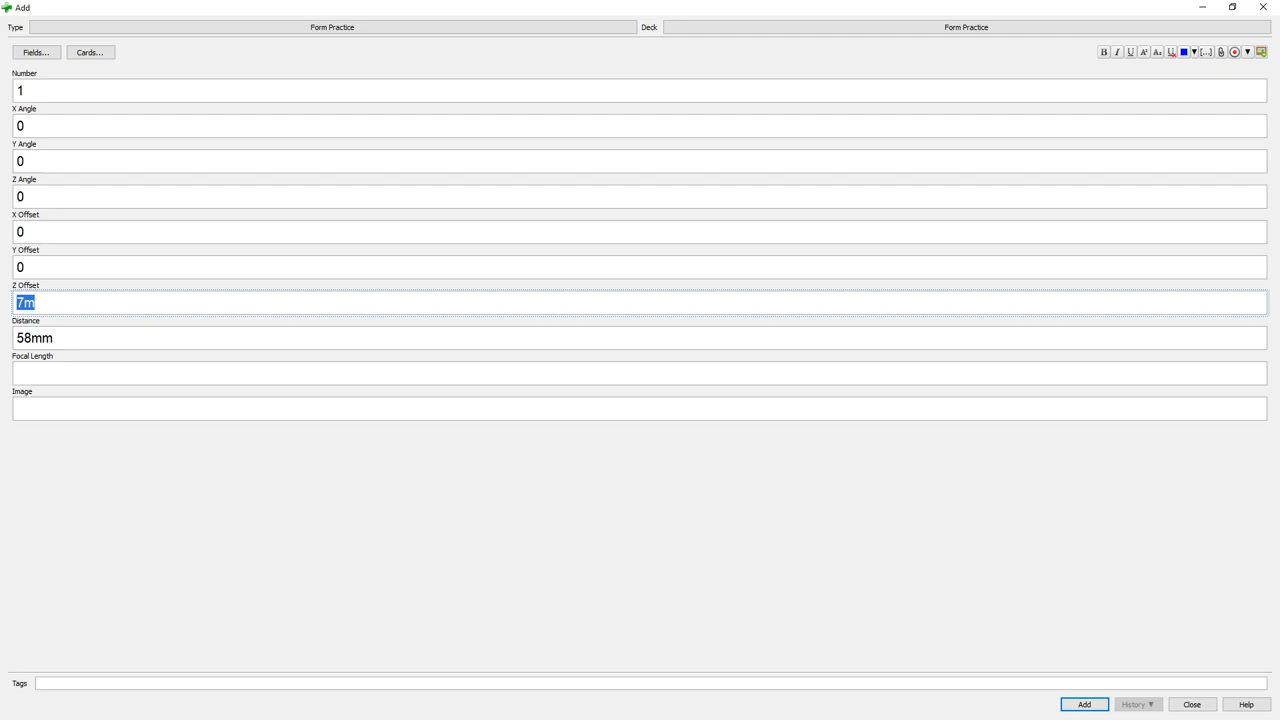 Add
Type Form Practice Deck Form Practice
Fields... Cards... B I U [...]
Number
1
X Angle
0
Y Angle
0
Z Angle
0
X Offset
0
Y Offset
0
Z Offset
7m
Distance
58mm
Focal Length
Image
Tags
Add History ▼ Close Help